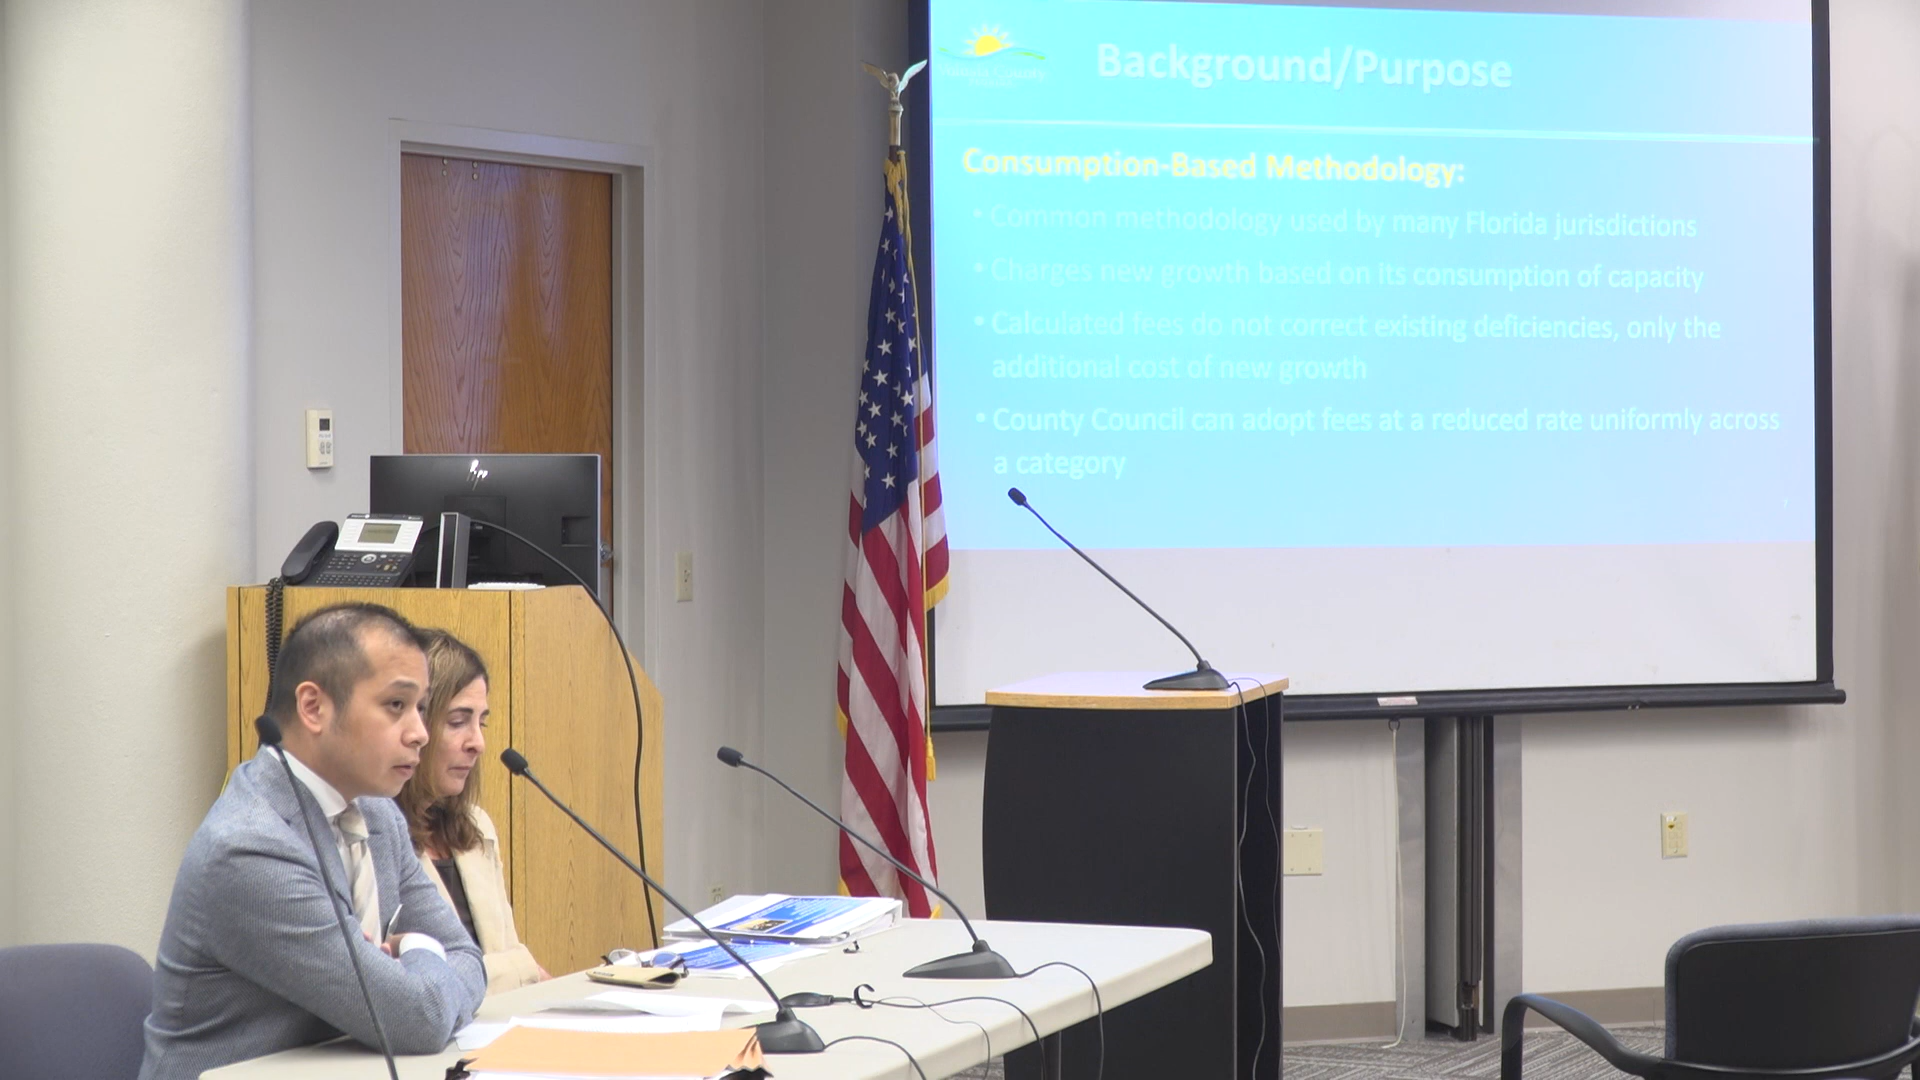 Background/Purpose
Consumption-Based Methodology:
• Common methodology used by many Florida jurisdictions
• Charges new growth based on its consumption of capacity
• Calculated fees do not correct existing deficiencies, only the
additional cost of new growth
• County Council can adopt fees at a reduced rate uniformly across
a category